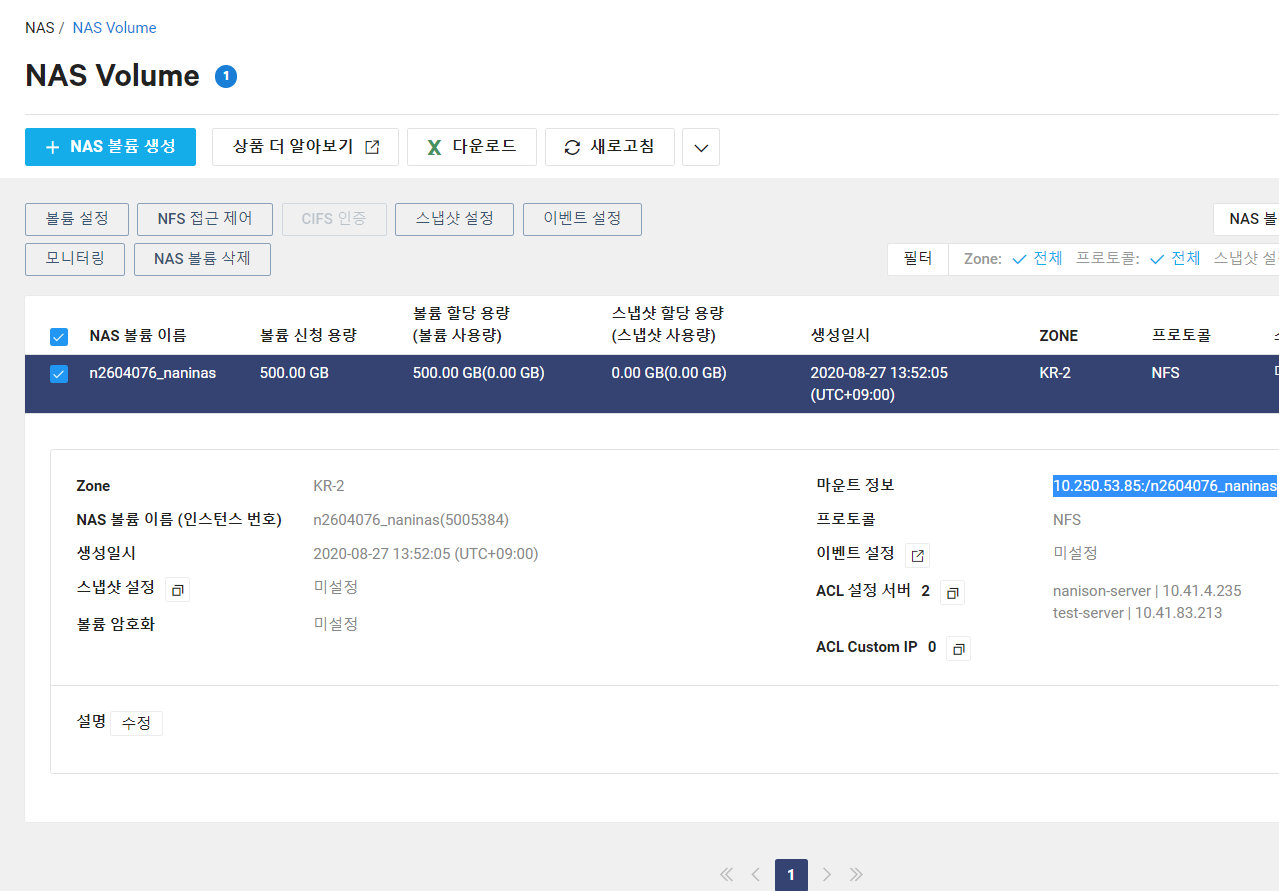 NAS / NAS Volume
NAS Volume 1
+ NAS 볼륨 생성 상품 더 알아보기 다운로드 새로고침
볼륨 설정 NFS 접근 제어 CIFS 인증 스냅샷 설정 이벤트 설정 NAS 볼
모니터링 NAS 볼륨 삭제 필터 Zone: 전체 프로토콜: 전체 스냅샷 설
NAS 볼륨 이름 볼륨 신청 용량 볼륨 할당 용량 (볼륨 사용량) 스냅샷 할당 용량 (스냅샷 사용량) 생성일시 ZONE 프로토콜
n2604076_naninas 500.00 GB 500.00 GB(0.00 GB) 0.00 GB(0.00 GB) 2020-08-27 13:52:05 KR-2 NFS
(UTC+09:00)
Zone KR-2 마운트 정보 10.250.53.85:/n2604076_naninas
NAS 볼륨 이름 (인스턴스 번호) n2604076_naninas(5005384) 프로토콜 NFS
생성일시 2020-08-27 13:52:05 (UTC+09:00) 이벤트 설정 미설정
스냅샷 설정 미설정 ACL 설정 서버 2 nanison-server | 10.41.4.235
test-server | 10.41.83.213
볼륨 암호화 미설정
ACL Custom IP 0
설명 수정
1